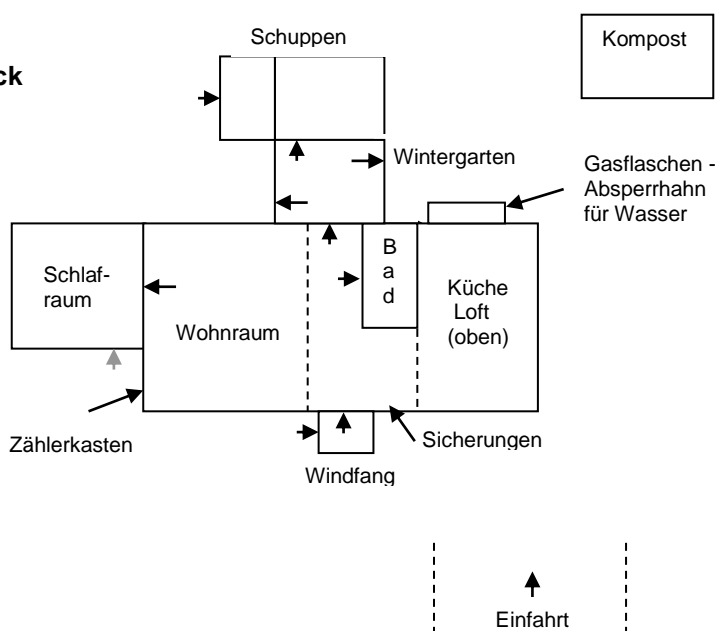 Schuppen
Kompost
ck
Wintergarten
Gasflaschen -
Absperrhahn
für Wasser
B
a
d
Schlaf-
raum
Küche
Loft
(oben)
Wohnraum
Zählerkasten
Sicherungen
Windfang
Einfahrt